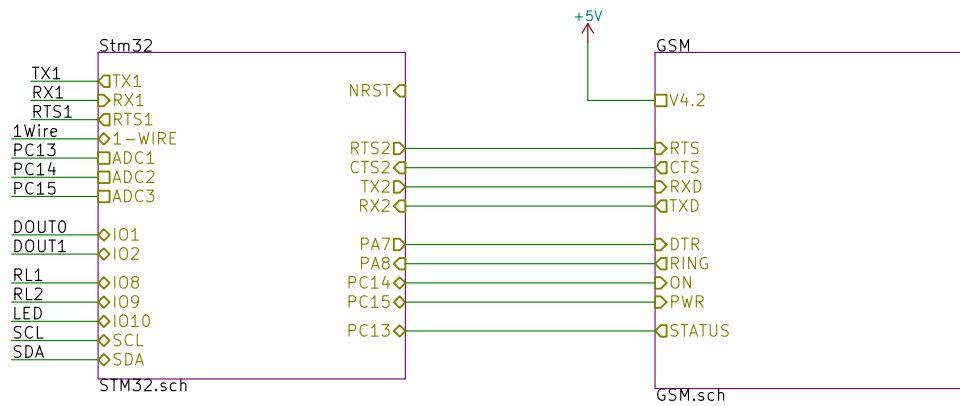 +5V
Stm32
GSM
TX1
TX1
RX1
RX1
RTS1
RTS1
1Wire
1-WIRE
PC13
ADC1
PC14
ADC2
PC15
ADC3
DOUT0
IO1
DOUT1
IO2
RL1
IO8
RL2
IO9
LED
IO10
SCL
SCL
SDA
SDA
NRST
RTS2
CTS2
TX2
RX2
PA7
PA8
PC14
PC15
PC13
STM32.sch
V4.2
RTS
CTS
RXD
TXD
DTR
RING
ON
PWR
STATUS
GSM.sch